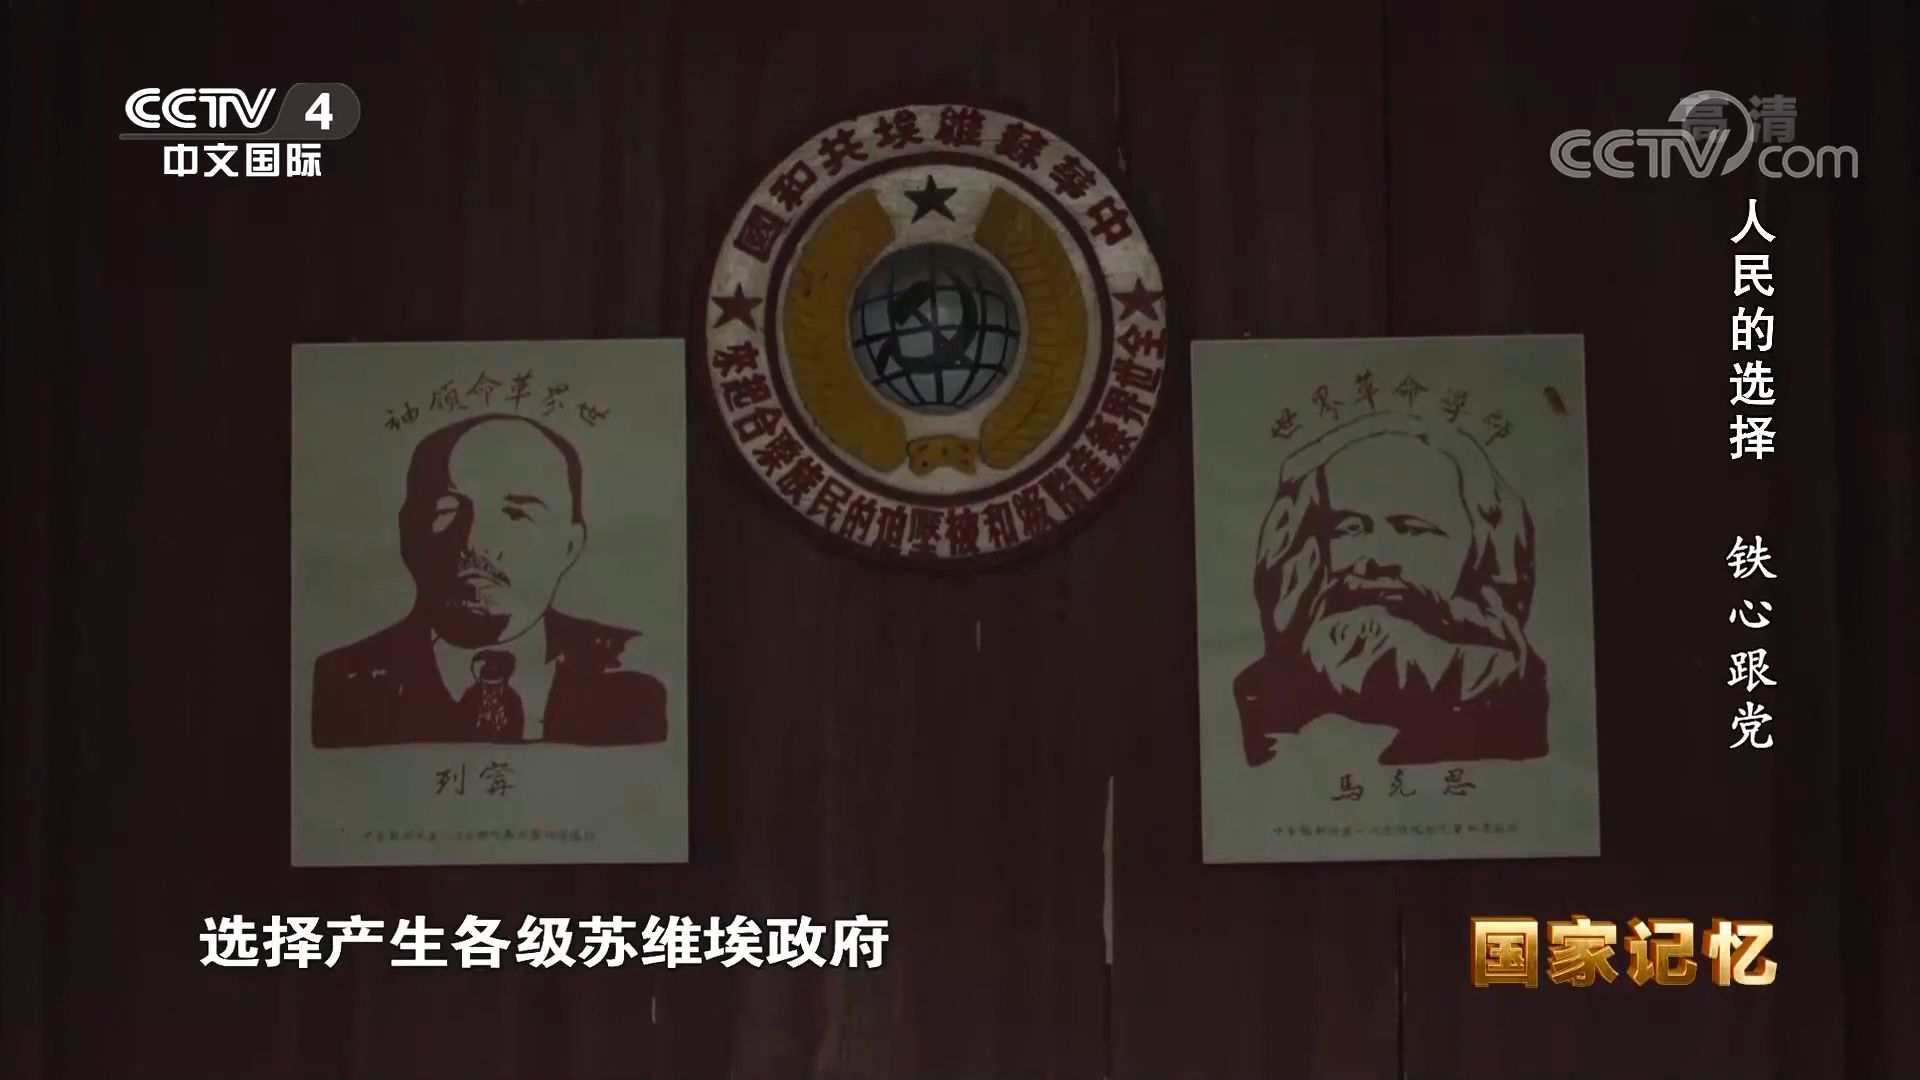 CCTV 4
中文国际
高清
CCTV com
人民的选择 铁心跟党
中華蘇維埃共和國
全世界無產階級和被壓迫的民族聯合起來
世界革命領袖
列寧
世界革命導師
馬克思
选择产生各级苏维埃政府
国家记忆